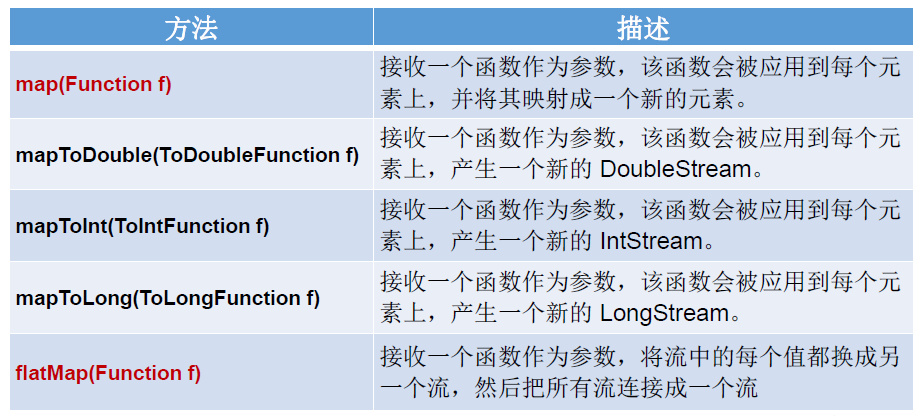 方法
描述
map(Function f)
接收一个函数作为参数，该函数会被应用到每个元
素上，并将其映射成一个新的元素。
mapToDouble(ToDoubleFunction f)
接收一个函数作为参数，该函数会被应用到每个元
素上，产生一个新的 DoubleStream。
mapToInt(ToIntFunction f)
接收一个函数作为参数，该函数会被应用到每个元
素上，产生一个新的 IntStream。
mapToLong(ToLongFunction f)
接收一个函数作为参数，该函数会被应用到每个元
素上，产生一个新的 LongStream。
flatMap(Function f)
接收一个函数作为参数，将流中的每个值都换成另
一个流，然后把所有流连接成一个流